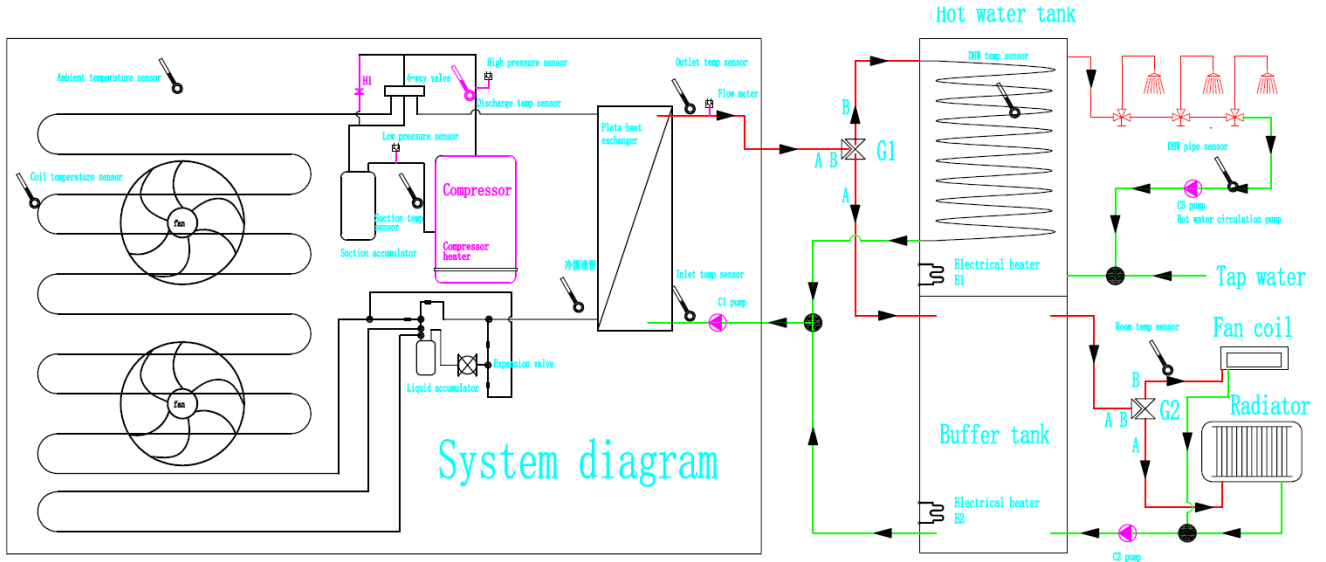 Hot water tank
High pressure sensor
Outlet temp sensor
DHW temp sensor
Ambient temperature sensor
H1
4-way valve
Discharge temp sensor
Flow meter
B
Low pressure sensor
Plate heat
exchanger
A B
G1
DHW pipe sensor
Coil temperature sensor
fan
Compressor
A
C3 pump
Hot water circulation pump
Suction temp
sensor
Suction accumulator
Compressor
heater
Inlet temp sensor
Electrical heater
E1
Tap water
C1 pump
Room temp sensor
Fan coil
Expansion valve
Liquid accumulator
B
fan
A B
G2
Radiator
System diagram
Buffer tank
A
Electrical heater
E2
C2 pump